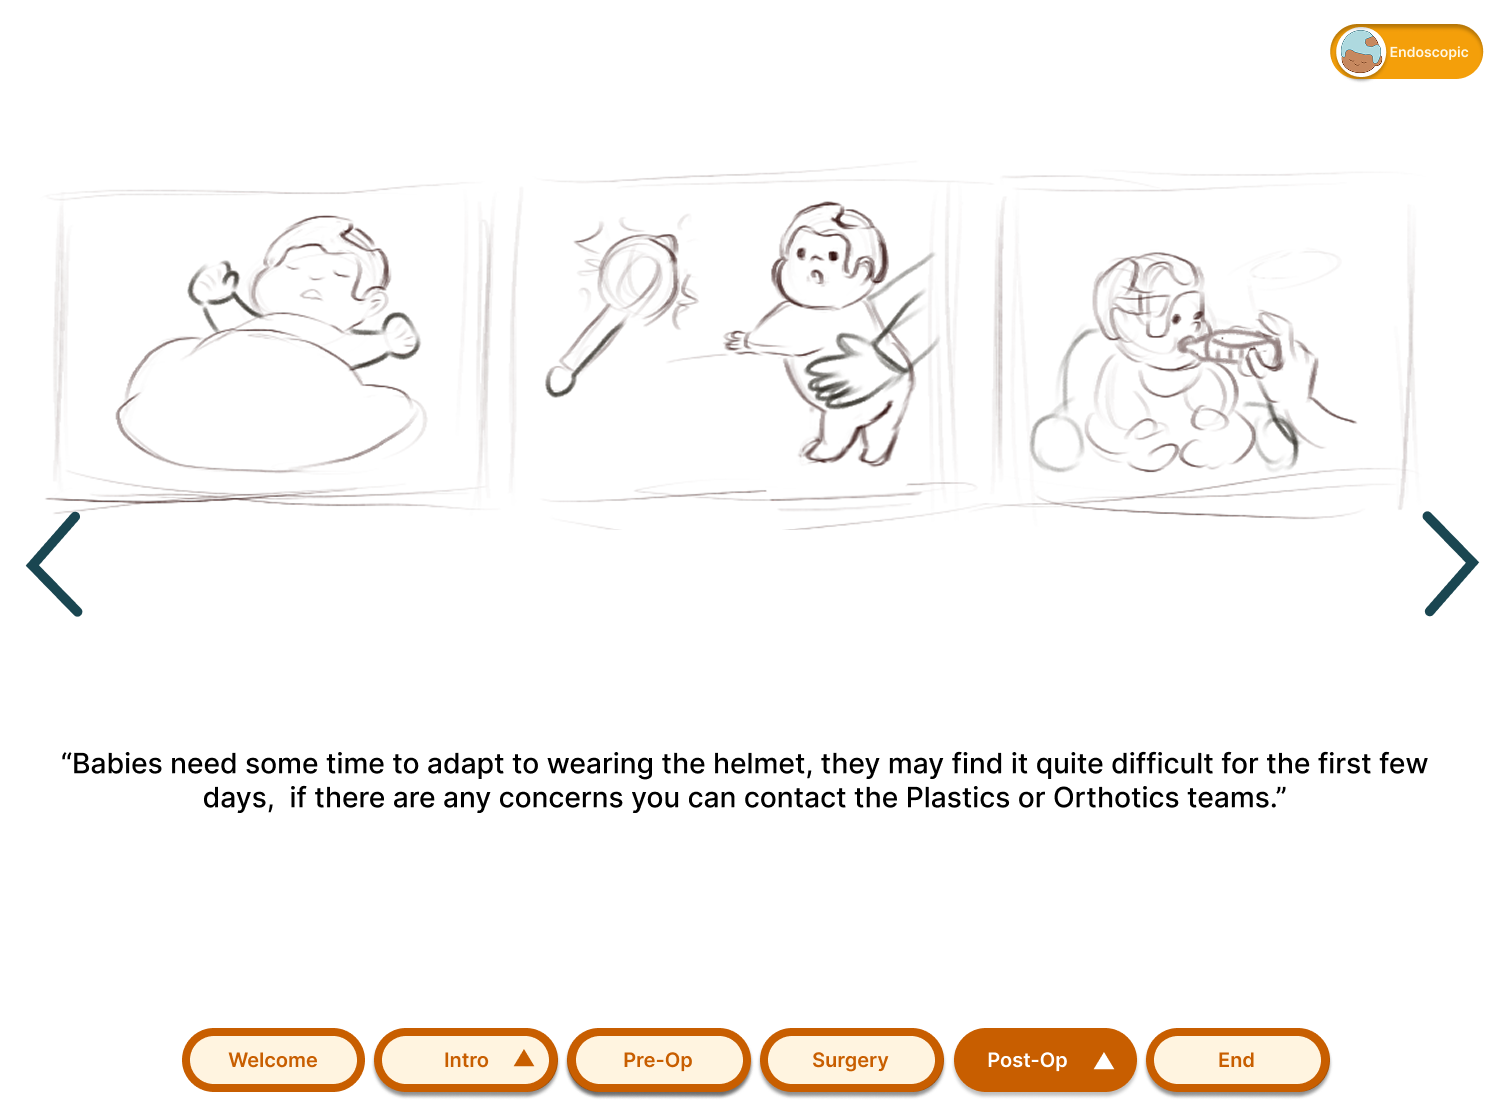 Endoscopic
“Babies need some time to adapt to wearing the helmet, they may find it quite difficult for the first few
days,  if there are any concerns you can contact the Plastics or Orthotics teams.”
Welcome
Intro
Pre-Op
Surgery
Post-Op
End